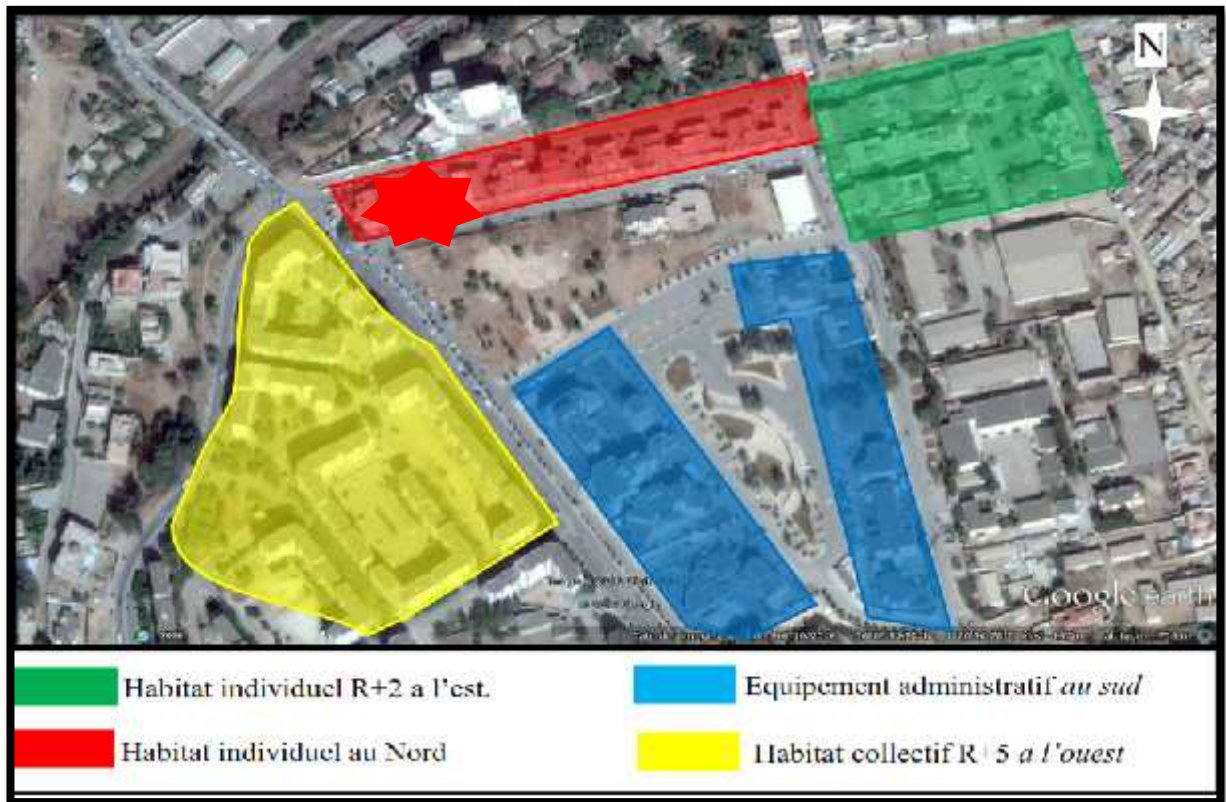 N
Google earth
Habitat individuel R+2 a l'est.
Equipement administratif au sud
Habitat individuel au Nord
Habitat collectif R+5 a l'ouest